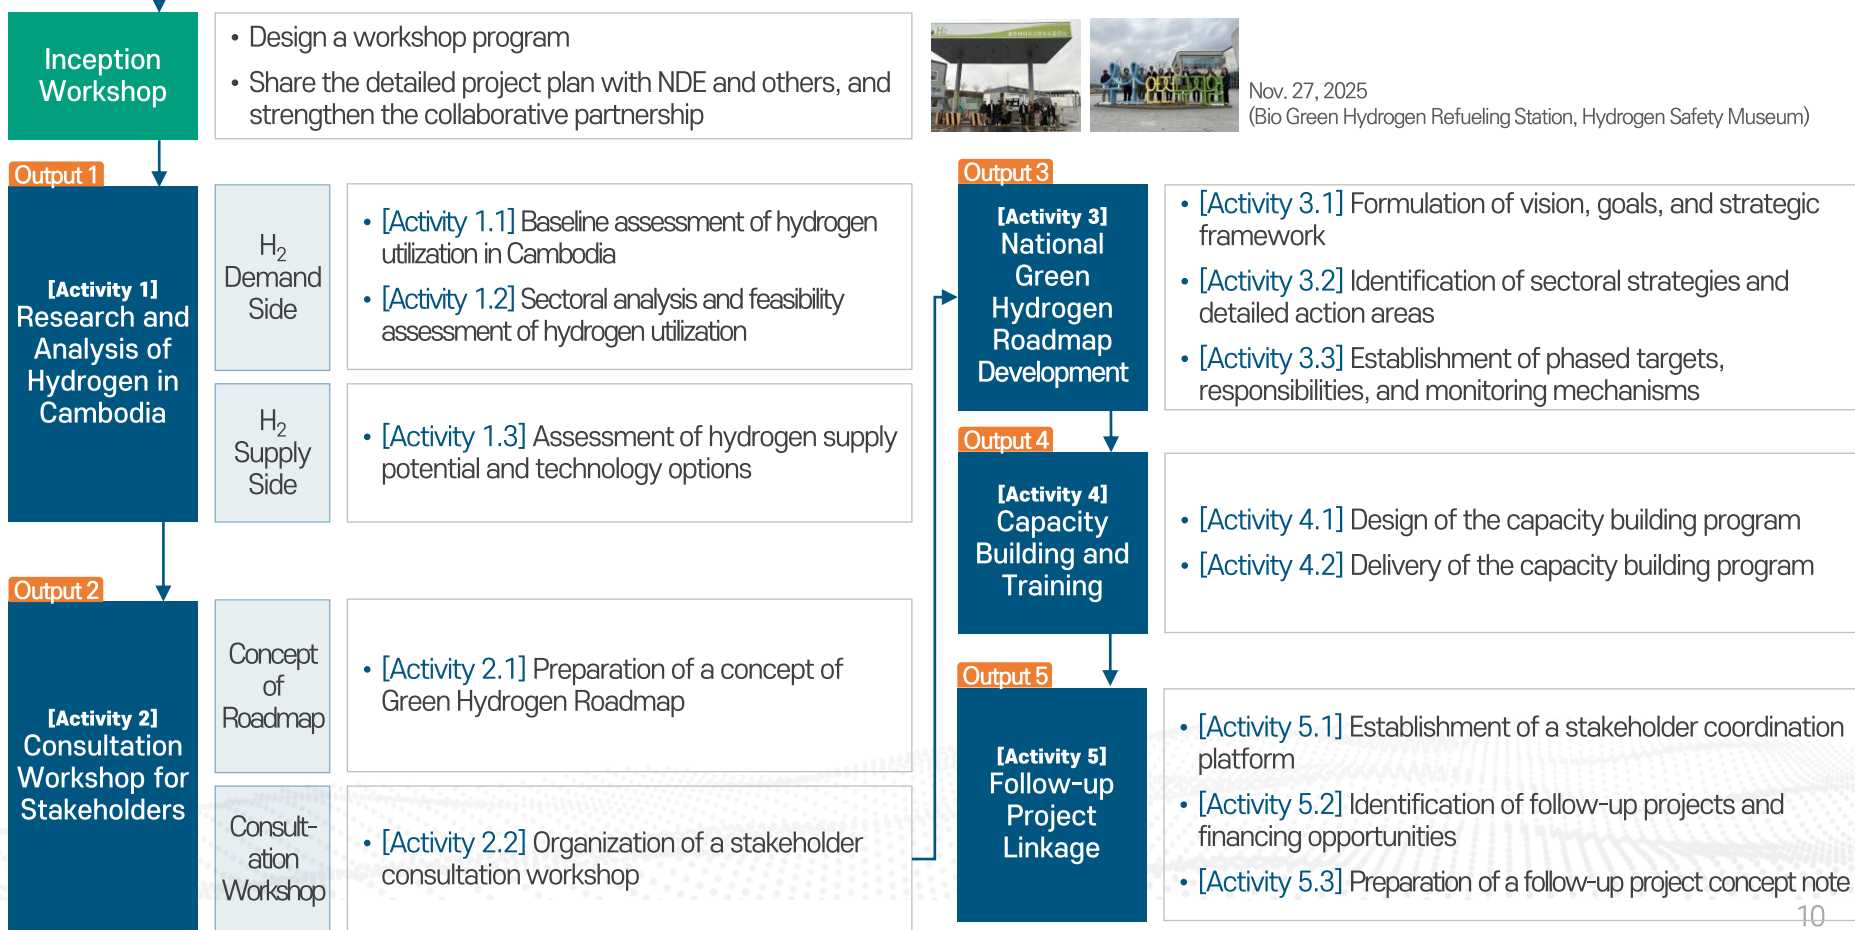 Inception
Workshop
• Design a workshop program
• Share the detailed project plan with NDE and others, and
strengthen the collaborative partnership
Nov. 27, 2025
(Bio Green Hydrogen Refueling Station, Hydrogen Safety Museum)
Output 1
[Activity 1]
Research and
Analysis of
Hydrogen in
Cambodia
H₂
Demand
Side
• [Activity 1.1] Baseline assessment of hydrogen
utilization in Cambodia
• [Activity 1.2] Sectoral analysis and feasibility
assessment of hydrogen utilization
H₂
Supply
Side
• [Activity 1.3] Assessment of hydrogen supply
potential and technology options
Output 2
[Activity 2]
Consultation
Workshop for
Stakeholders
Concept
of
Roadmap
• [Activity 2.1] Preparation of a concept of
Green Hydrogen Roadmap
Consult-
ation
Workshop
• [Activity 2.2] Organization of a stakeholder
consultation workshop
Output 3
[Activity 3]
National
Green
Hydrogen
Roadmap
Development
• [Activity 3.1] Formulation of vision, goals, and strategic
framework
• [Activity 3.2] Identification of sectoral strategies and
detailed action areas
• [Activity 3.3] Establishment of phased targets,
responsibilities, and monitoring mechanisms
Output 4
[Activity 4]
Capacity
Building and
Training
• [Activity 4.1] Design of the capacity building program
• [Activity 4.2] Delivery of the capacity building program
Output 5
[Activity 5]
Follow-up
Project
Linkage
• [Activity 5.1] Establishment of a stakeholder coordination
platform
• [Activity 5.2] Identification of follow-up projects and
financing opportunities
• [Activity 5.3] Preparation of a follow-up project concept note
10